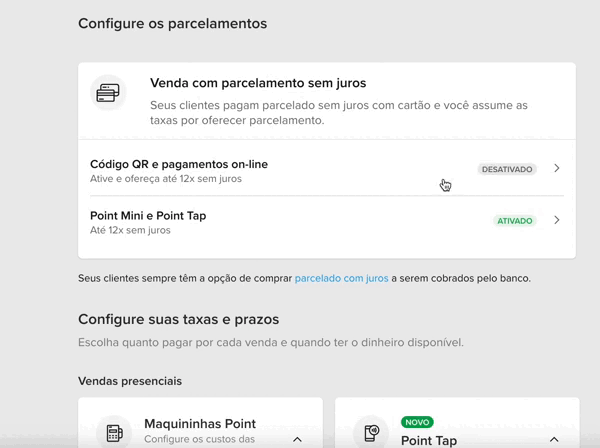 Configure os parcelamentos
Venda com parcelamento sem juros
Seus clientes pagam parcelado sem juros com cartão e você assume as
taxas por oferecer parcelamento.
Código QR e pagamentos on-line
DESATIVADO
Ative e ofereça até 12x sem juros
Point Mini e Point Tap
ATIVADO
Até 12x sem juros
Seus clientes sempre têm a opção de comprar parcelado com juros a serem cobrados pelo banco.
Configure suas taxas e prazos
Escolha quanto pagar por cada venda e quando ter o dinheiro disponível.
Vendas presenciais
Maquininhas Point
Configure os custos das
NOVO
Point Tap